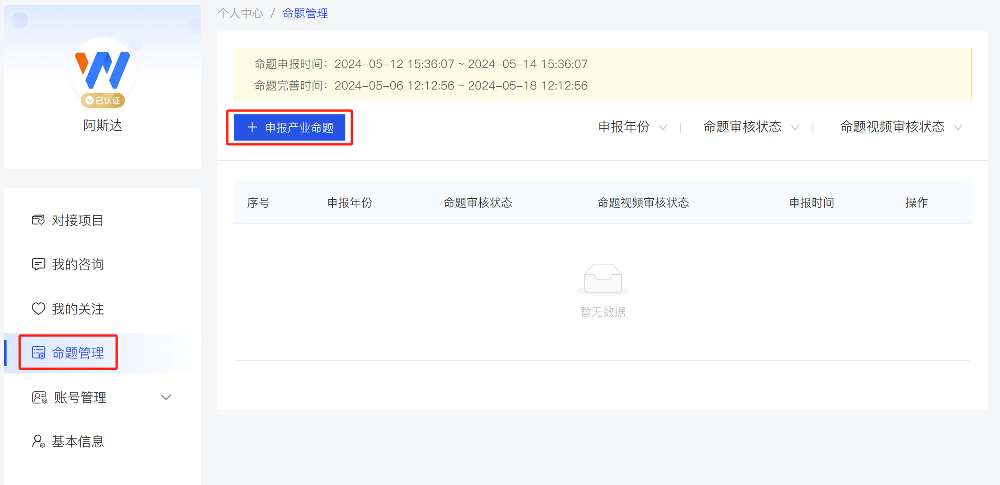 个人中心 / 命题管理
已认证
阿斯达
对接项目
我的咨询
我的关注
命题管理
账号管理
基本信息
命题申报时间：2024-05-12 15:36:07 ~ 2024-05-14 15:36:07
命题完善时间：2024-05-06 12:12:56 ~ 2024-05-18 12:12:56
+ 申报产业命题
申报年份 | 命题审核状态 | 命题视频审核状态
序号 申报年份 命题审核状态 命题视频审核状态 申报时间 操作
暂无数据